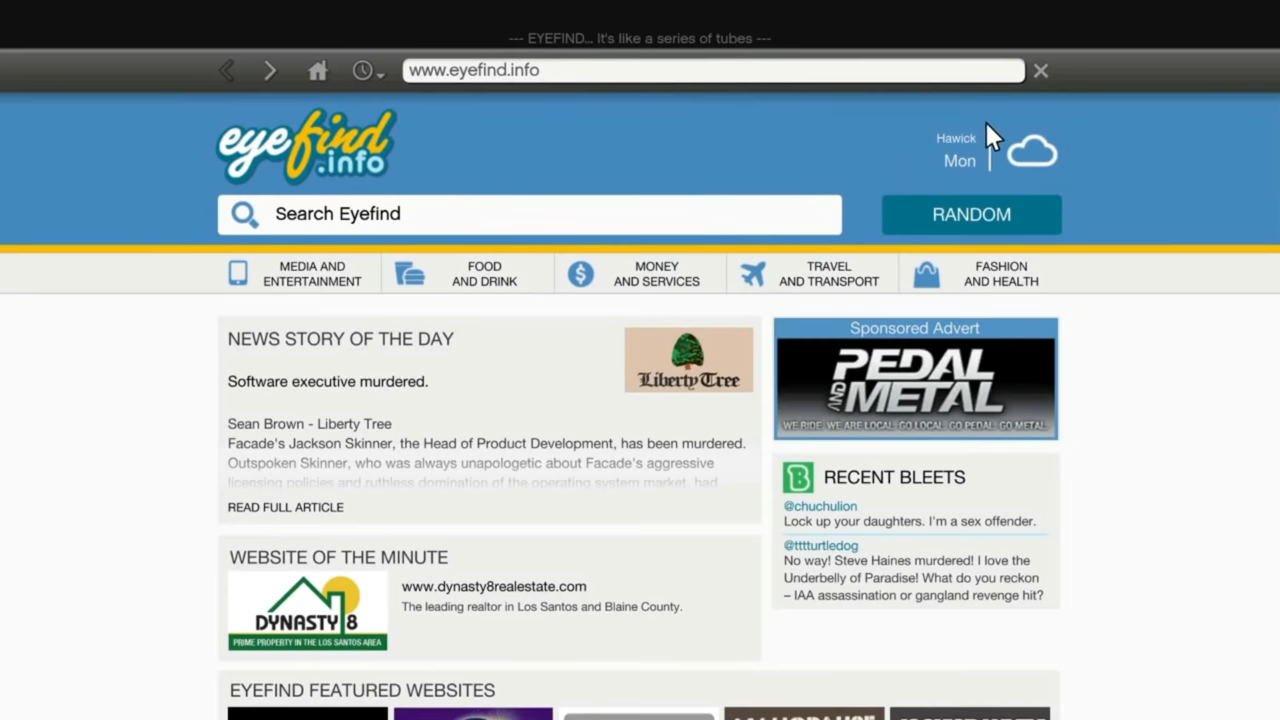 --- EYEFIND... It's like a series of tubes ---
www.eyefind.info
eyefind
.info
Hawick
Mon
Search Eyefind
RANDOM
MEDIA AND
ENTERTAINMENT
FOOD
AND DRINK
MONEY
AND SERVICES
TRAVEL
AND TRANSPORT
FASHION
AND HEALTH
NEWS STORY OF THE DAY
Liberty Tree
Software executive murdered.
Sean Brown - Liberty Tree
Facade's Jackson Skinner, the Head of Product Development, has been murdered.
Outspoken Skinner, who was always unapologetic about Facade's aggressive
licensing policies and ruthless domination of the operating system market, had
READ FULL ARTICLE
Sponsored Advert
PEDAL
AND METAL
WE RIDE. WE ARE LOCAL. GO LOCAL. GO PEDAL. GO METAL.
B RECENT BLEETS
@chuchulion
Lock up your daughters. I'm a sex offender.
@tttturtledog
No way! Steve Haines murdered! I love the
Underbelly of Paradise! What do you reckon
– IAA assassination or gangland revenge hit?
WEBSITE OF THE MINUTE
DYNASTY 8
PRIME PROPERTY IN THE LOS SANTOS AREA
www.dynasty8realestate.com
The leading realtor in Los Santos and Blaine County.
EYEFIND FEATURED WEBSITES